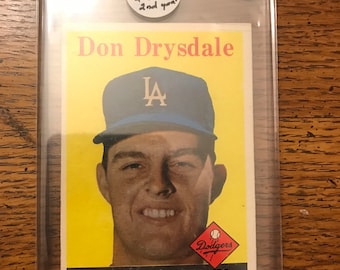 2nd year
Don Drysdale
LA
Dodgers